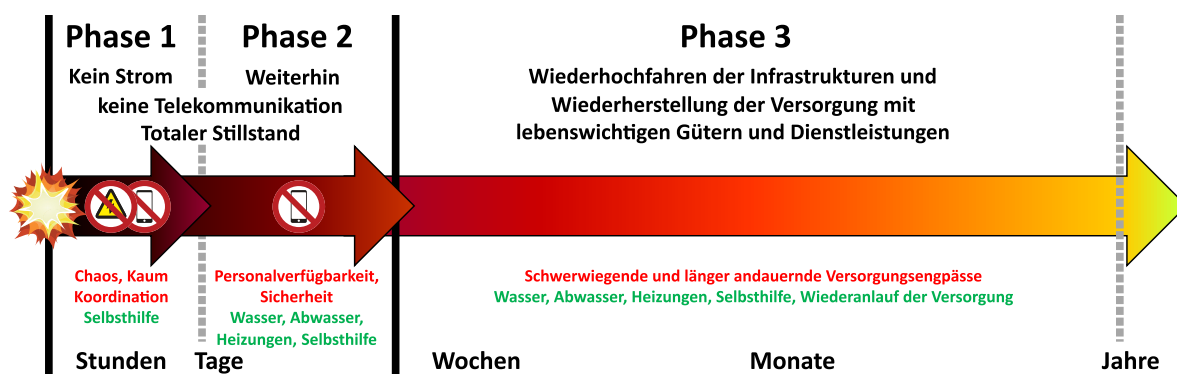 Phase 1
Kein Strom
Phase 2
Weiterhin
keine Telekommunikation
Totaler Stillstand
Phase 3
Wiederhochfahren der Infrastrukturen und
Wiederherstellung der Versorgung mit
lebenswichtigen Gütern und Dienstleistungen
Chaos, Kaum
Koordination
Selbsthilfe
Personalverfügbarkeit,
Sicherheit
Wasser, Abwasser,
Heizungen, Selbsthilfe
Schwerwiegende und länger andauernde Versorgungsengpässe
Wasser, Abwasser, Heizungen, Selbsthilfe, Wiederanlauf der Versorgung
Stunden
Tage
Wochen
Monate
Jahre